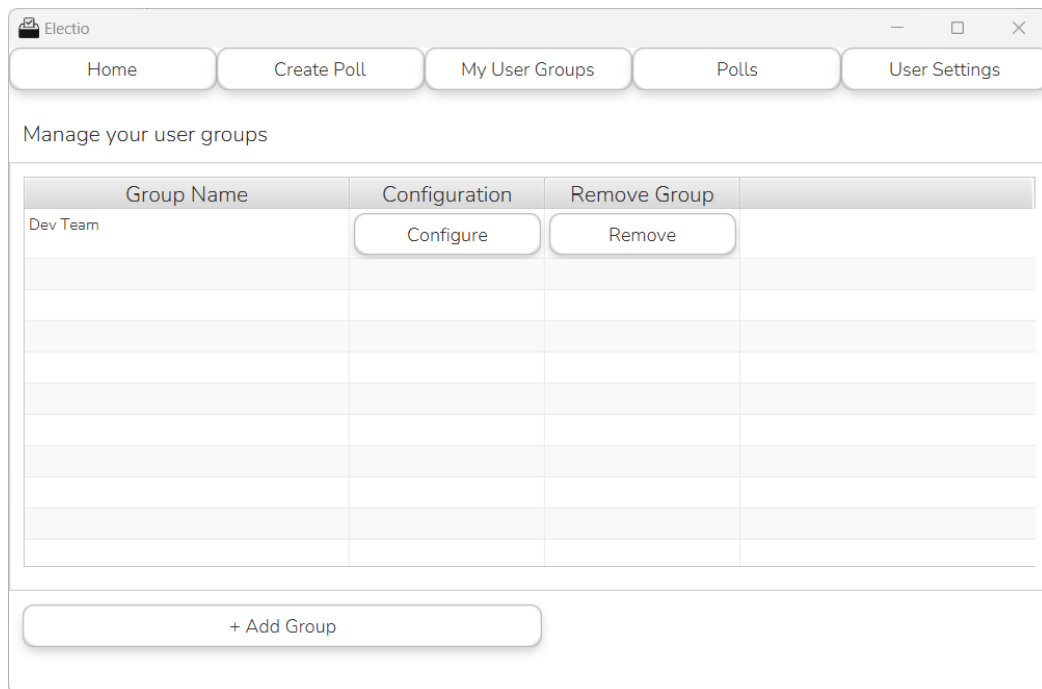 Electio
Home Create Poll My User Groups Polls User Settings
Manage your user groups
Group Name Configuration Remove Group
Dev Team Configure Remove
+ Add Group